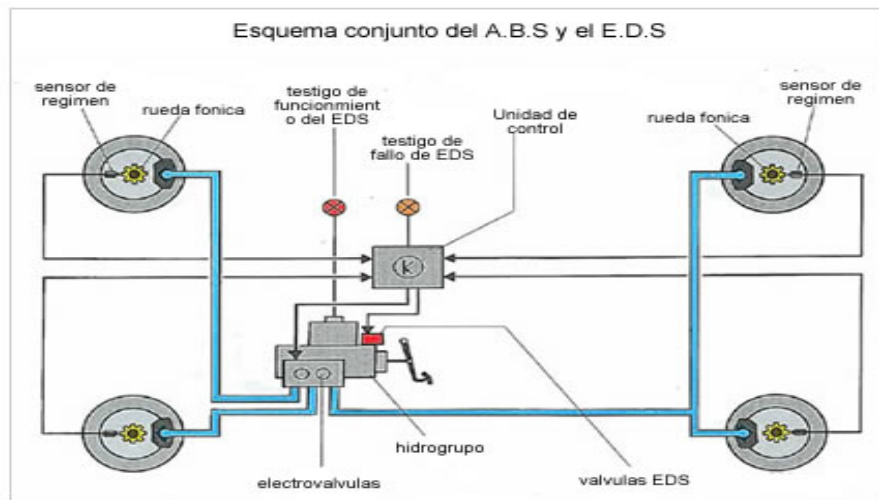 Esquema conjunto del A.B.S y el E.D.S
sensor de
regimen
rueda fonica
testigo de
funcionmient
o del EDS
testigo de
fallo de EDS
Unidad de
control
rueda fonica
sensor de
regimen
k
hidrogrupo
electrovalvulas
valvulas EDS